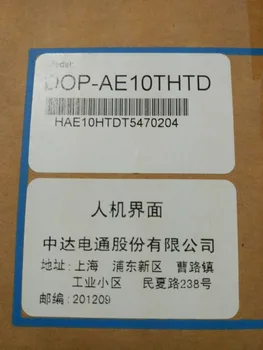 Model:
DOP-AE10THTD
HAE10HTDT5470204
人机界面
中达电通股份有限公司
地址: 上海 浦东新区 曹路镇
工业小区 民夏路238号
邮编: 201209